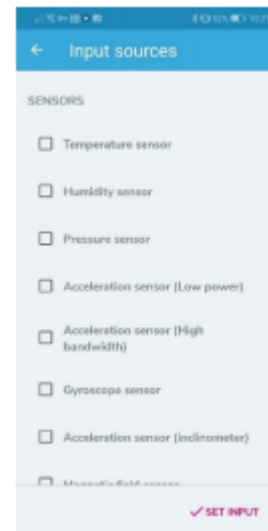 Input sources
SENSORS
Temperature sensor
Humidity sensor
Pressure sensor
Acceleration sensor (Low power)
Acceleration sensor (High
bandwidth)
Gyroscope sensor
Acceleration sensor (inclinometer)
SET INPUT